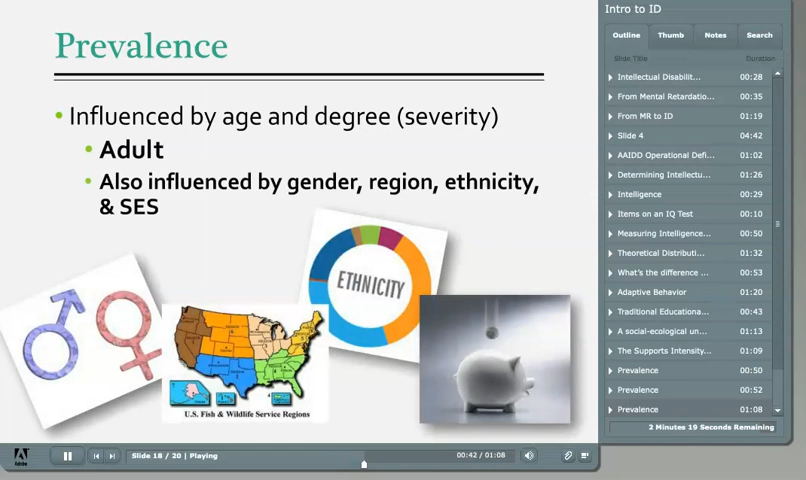 Prevalence
Influenced by age and degree (severity)
Adult
Also influenced by gender, region, ethnicity,
& SES
ETHNICITY
U.S. Fish & Wildlife Service Regions
Intro to ID
Outline Thumb Notes Search
Slide Title Duration
Intellectual Disabilit... 00:28
From Mental Retardatio... 00:35
From MR to ID 01:19
Slide 4 04:42
AAIDD Operational Defi... 01:02
Determining Intellectu... 01:26
Intelligence 00:29
Items on an IQ Test 00:10
Measuring Intelligence... 00:50
Theoretical Distributi... 01:32
What's the difference ... 00:53
Adaptive Behavior 01:20
Traditional Educationa... 00:43
A social-ecological un... 01:13
The Supports Intensity... 01:09
Prevalence 00:50
Prevalence 00:52
Prevalence 01:08
2 Minutes 19 Seconds Remaining
Adobe
Slide 18 / 20 | Playing
00:42 / 01:08